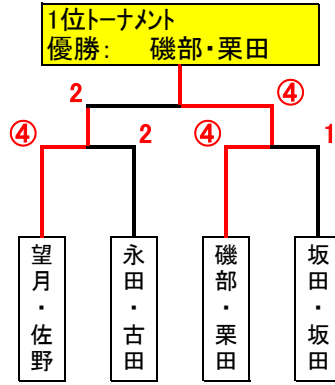 1位トーナメント
優勝： 磯部・栗田
2 ④
④ 2 ④ 1
望月・佐野
永田・古田
磯部・栗田
坂田・坂田